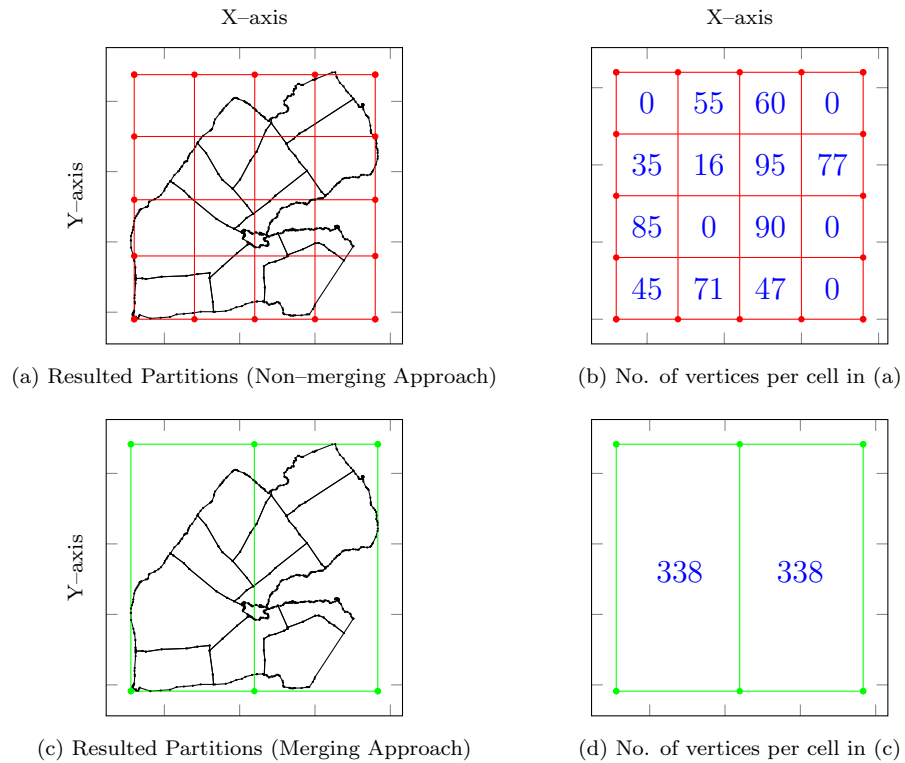 X–axis
X–axis
Y–axis
0 55 60 0
35 16 95 77
85 0 90 0
45 71 47 0
(a) Resulted Partitions (Non–merging Approach)
(b) No. of vertices per cell in (a)
Y–axis
338 338
(c) Resulted Partitions (Merging Approach)
(d) No. of vertices per cell in (c)